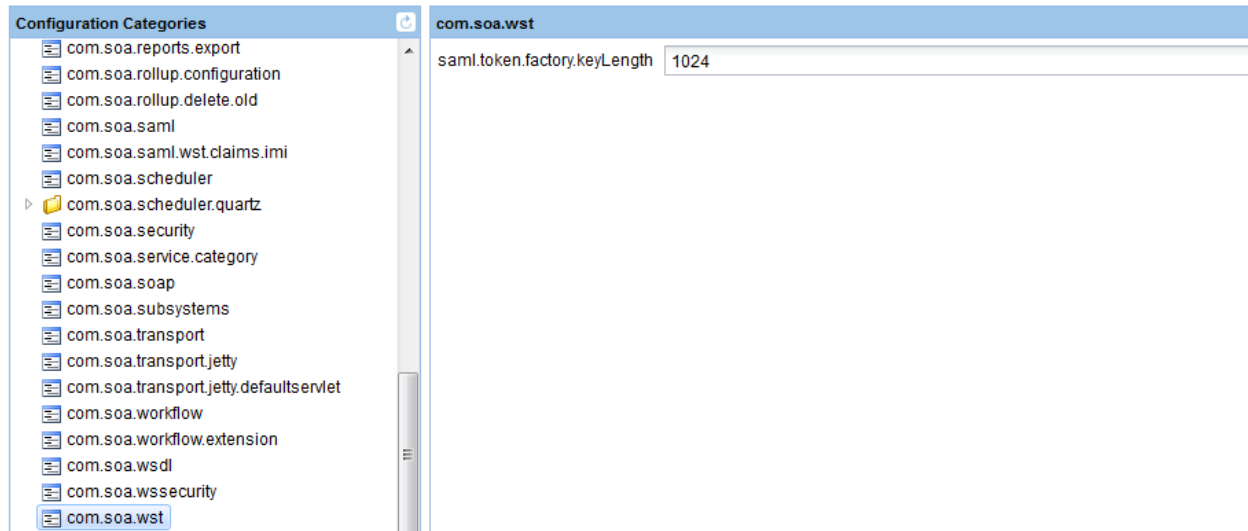 Configuration Categories
com.soa.reports.export
com.soa.rollup.configuration
com.soa.rollup.delete.old
com.soa.saml
com.soa.saml.wst.claims.imi
com.soa.scheduler
com.soa.scheduler.quartz
com.soa.security
com.soa.service.category
com.soa.soap
com.soa.subsystems
com.soa.transport
com.soa.transport.jetty
com.soa.transport.jetty.defaultservlet
com.soa.workflow
com.soa.workflow.extension
com.soa.wsdl
com.soa.wssecurity
com.soa.wst
com.soa.wst
saml.token.factory.keyLength 1024